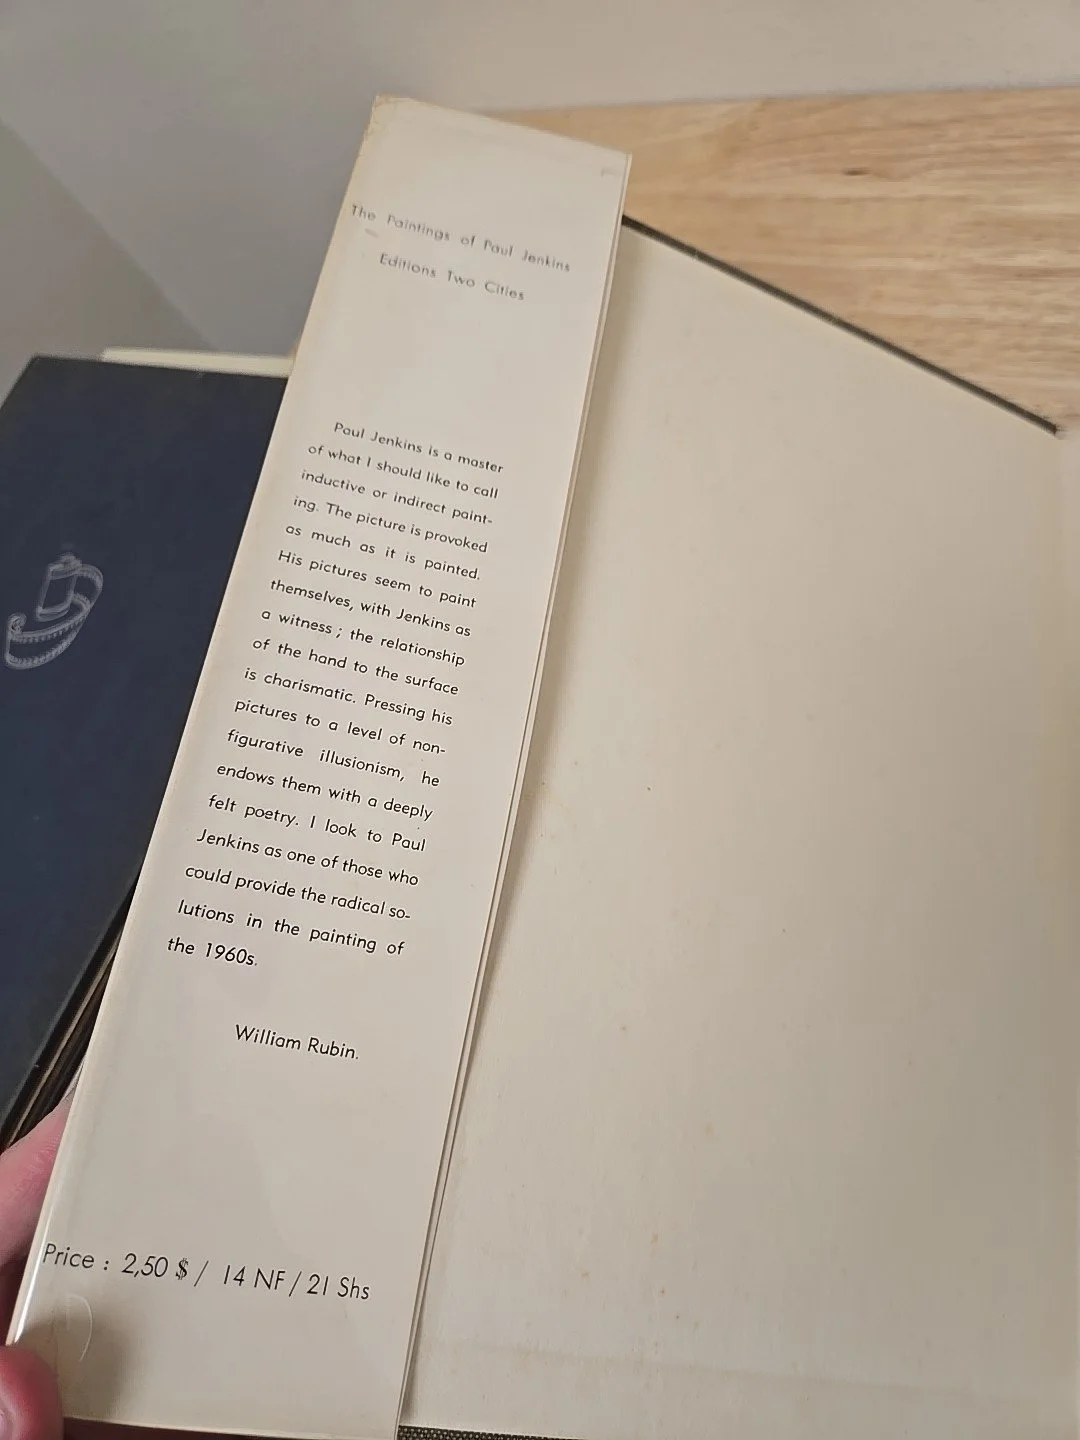 The Paintings of Paul Jenkins
Editions Two Cities
Paul Jenkins is a master
of what I should like to call
inductive or indirect paint-
ing. The picture is provoked
as much as it is painted.
His pictures seem to paint
themselves, with Jenkins as
a witness ; the relationship
of the hand to the surface
is charismatic. Pressing his
pictures to a level of non-
figurative illusionism, he
endows them with a deeply
felt poetry. I look to Paul
Jenkins as one of those who
could provide the radical so-
lutions in the painting of
the 1960s.
William Rubin.
Price : 2,50 $ / 14 NF / 21 Shs